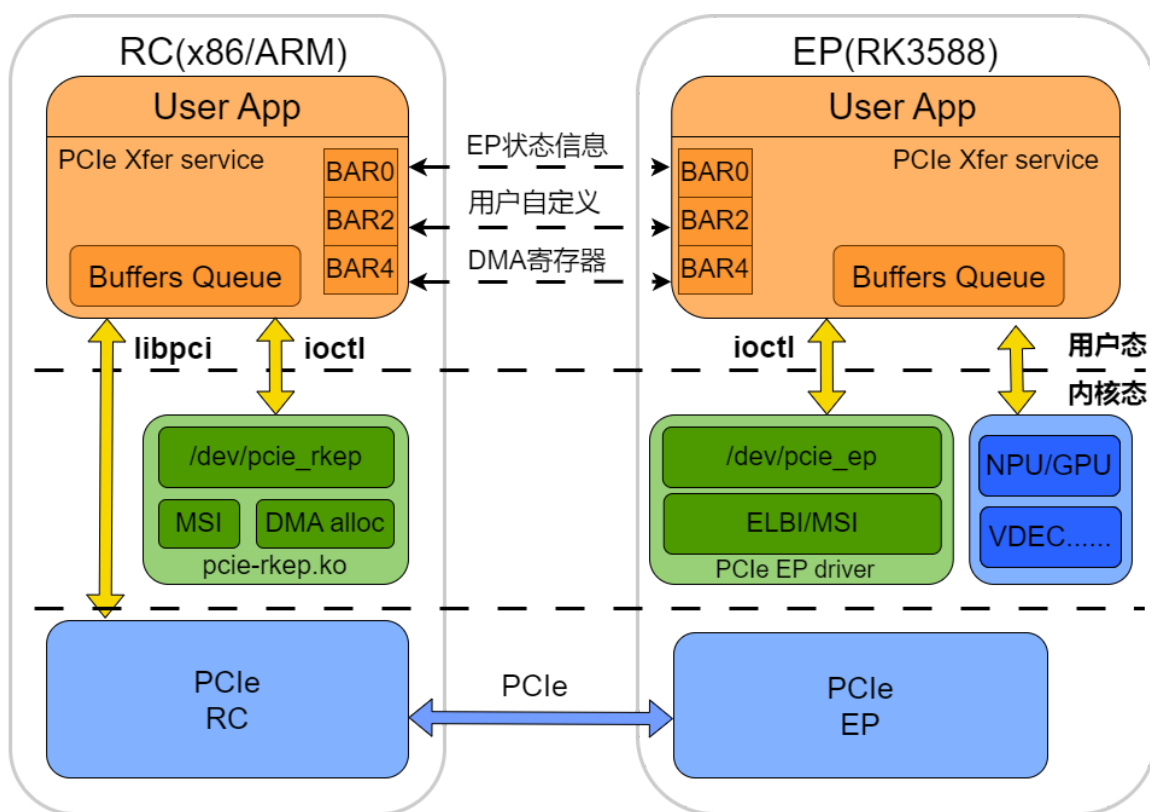 RC(x86/ARM)
User App
PCIe Xfer service
BAR0
BAR2
BAR4
Buffers Queue
EP状态信息
用户自定义
DMA寄存器
EP(RK3588)
User App
PCIe Xfer service
BAR0
BAR2
BAR4
Buffers Queue
libpci
ioctl
ioctl
用户态
内核态
/dev/pcie_rkep
MSI
DMA alloc
pcie-rkep.ko
/dev/pcie_ep
ELBI/MSI
PCIe EP driver
NPU/GPU
VDEC......
PCIe
RC
PCIe
PCIe
EP